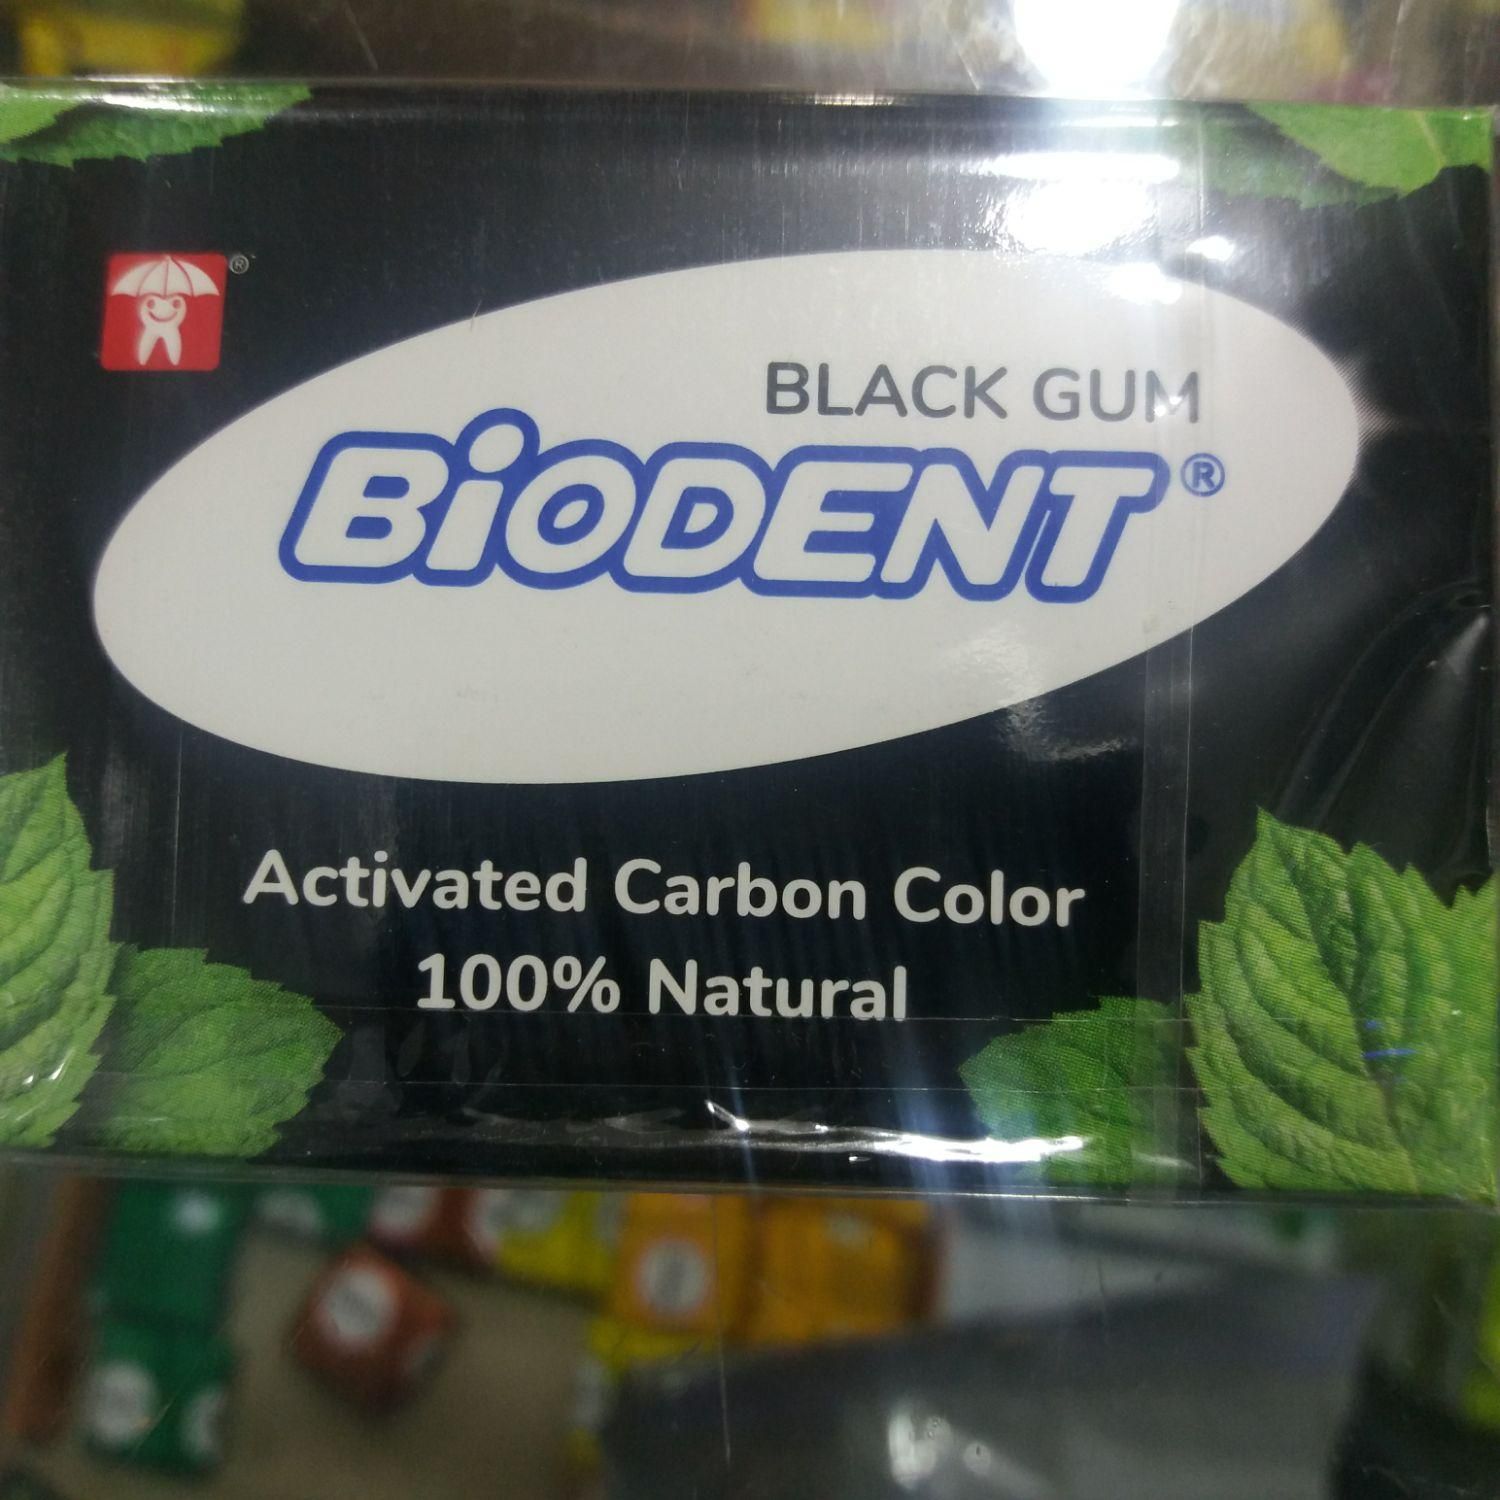 ®
BLACK GUM
BiODENT®
Activated Carbon Color
100% Natural